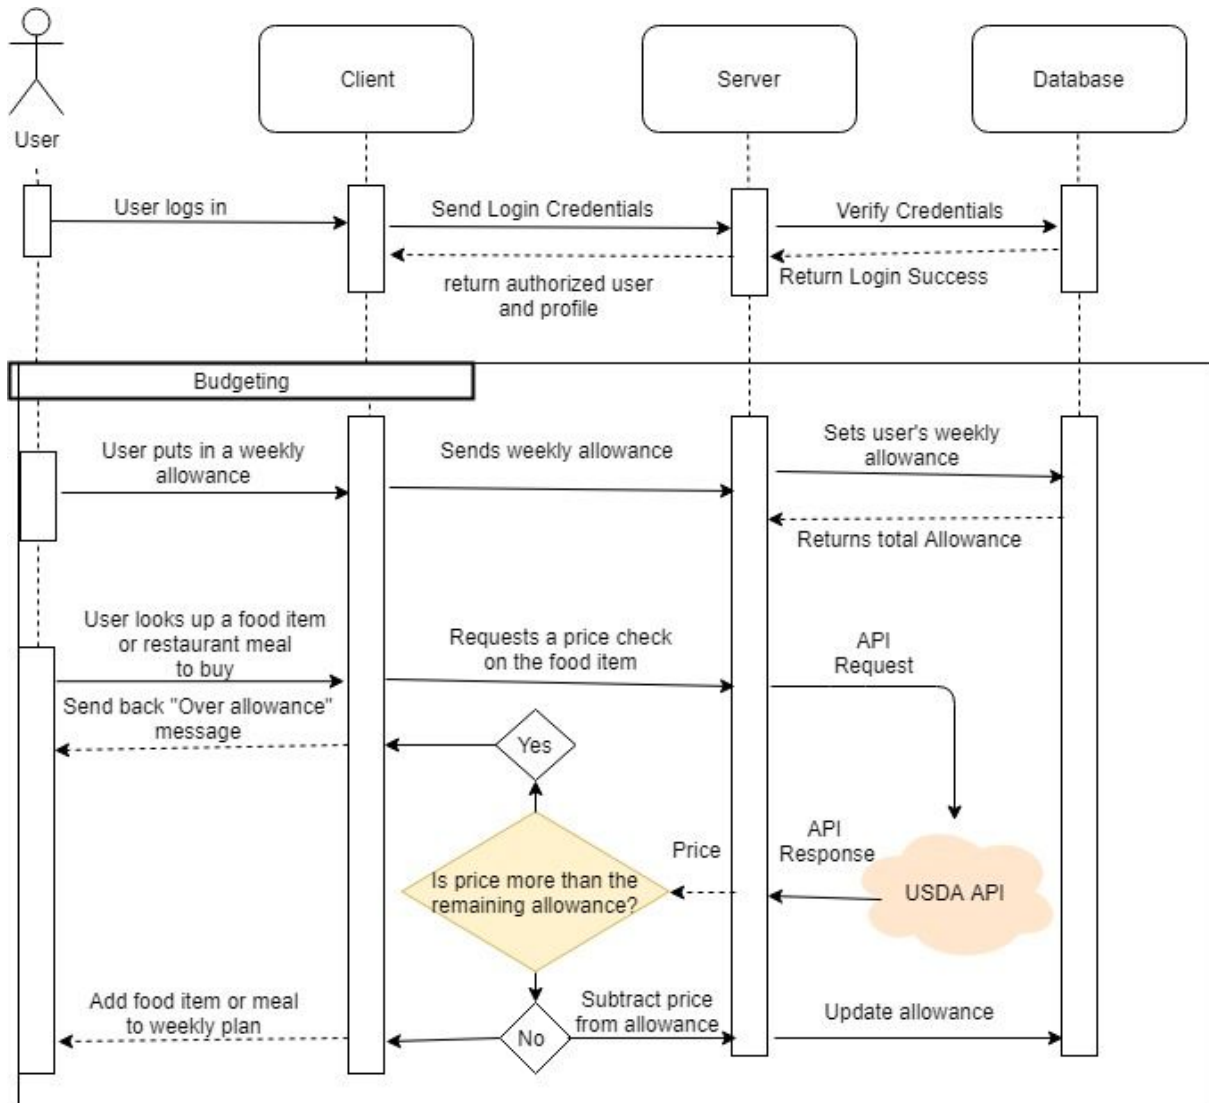 Client
Server
Database
User
User logs in
Send Login Credentials
Verify Credentials
return authorized user
and profile
Return Login Success
Budgeting
User puts in a weekly
allowance
Sends weekly allowance
Sets user's weekly
allowance
Returns total Allowance
User looks up a food item
or restaurant meal
to buy
Requests a price check
on the food item
API
Request
Send back "Over allowance"
message
Yes
Is price more than the
remaining allowance?
Price
API
Response
USDA API
Add food item or meal
to weekly plan
No
Subtract price
from allowance
Update allowance